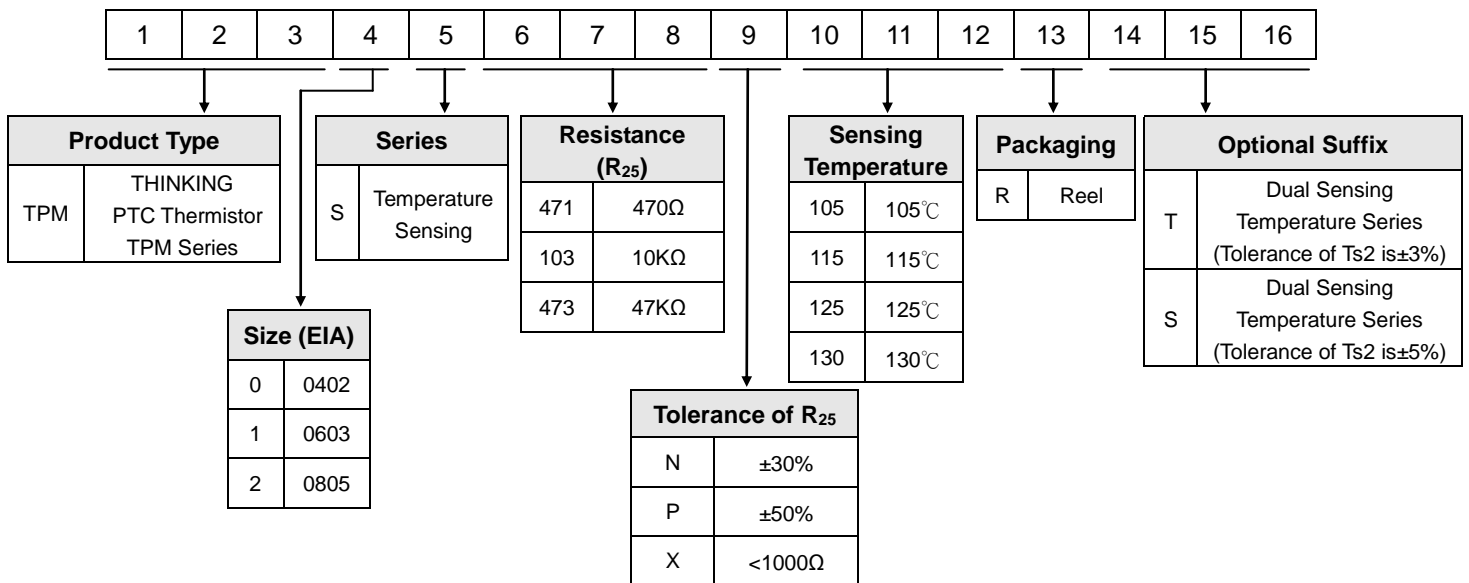 1 2 3 4 5 6 7 8 9 10 11 12 13 14 15 16
Product Type
TPM
THINKING
PTC Thermistor
TPM Series
Size (EIA)
0 0402
1 0603
2 0805
Series
S
Temperature
Sensing
Resistance
(R25)
471 470Ω
103 10KΩ
473 47KΩ
Tolerance of R25
N ±30%
P ±50%
X <1000Ω
Sensing
Temperature
105 105℃
115 115℃
125 125℃
130 130℃
Packaging
R Reel
Optional Suffix
T
Dual Sensing
Temperature Series
(Tolerance of Ts2 is±3%)
S
Dual Sensing
Temperature Series
(Tolerance of Ts2 is±5%)